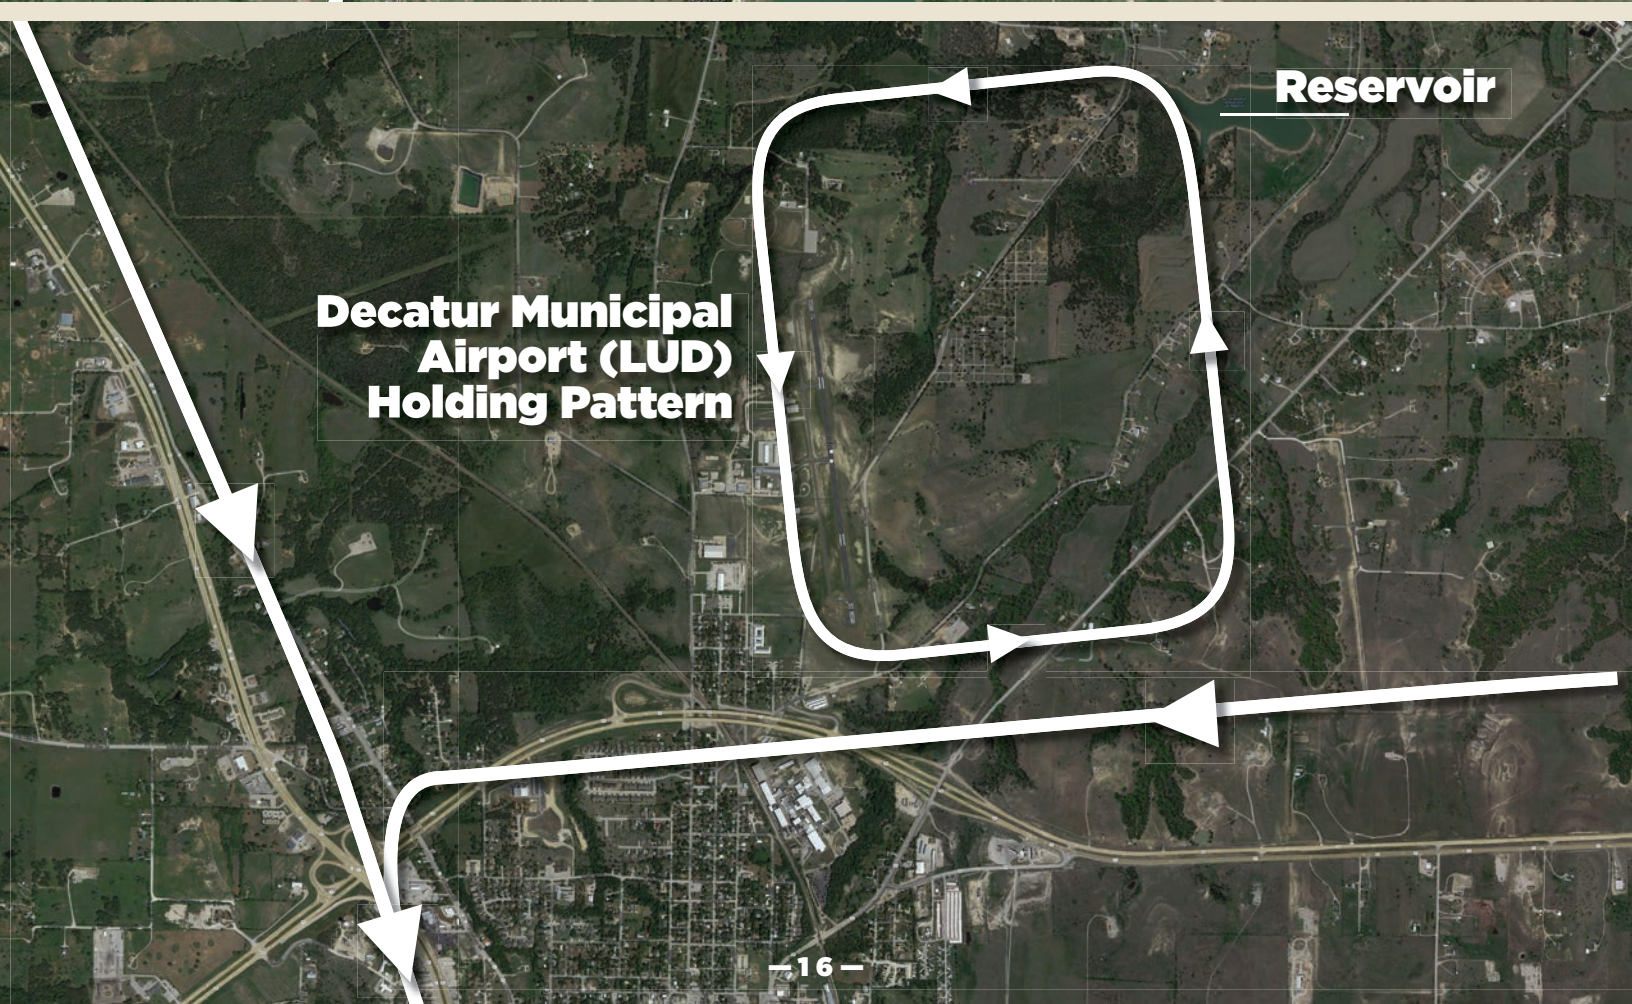 Reservoir
Decatur Municipal
Airport (LUD)
Holding Pattern
—16—